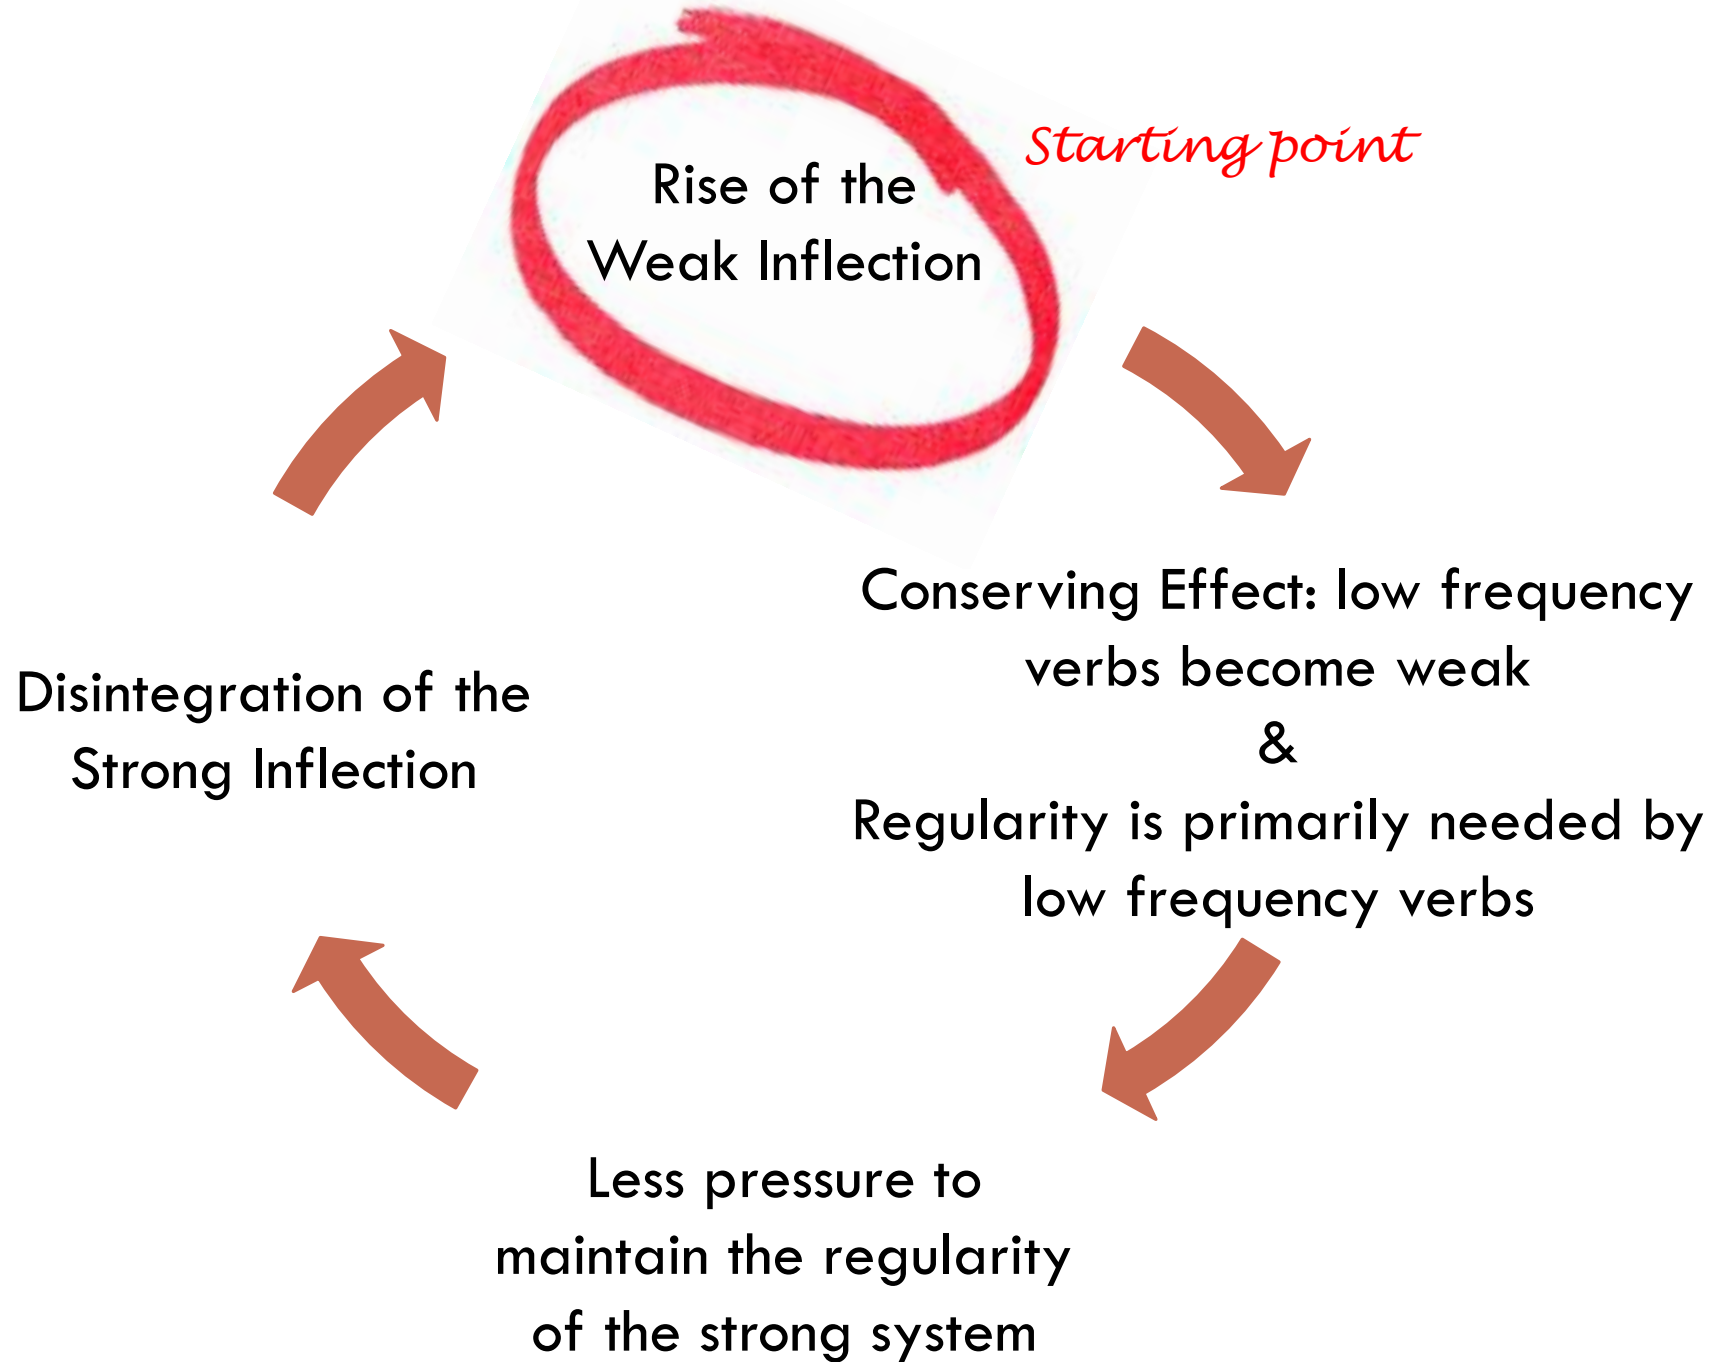 Starting point
Rise of the
Weak Inflection
Conserving Effect: low frequency
verbs become weak
&
Regularity is primarily needed by
low frequency verbs
Less pressure to
maintain the regularity
of the strong system
Disintegration of the
Strong Inflection